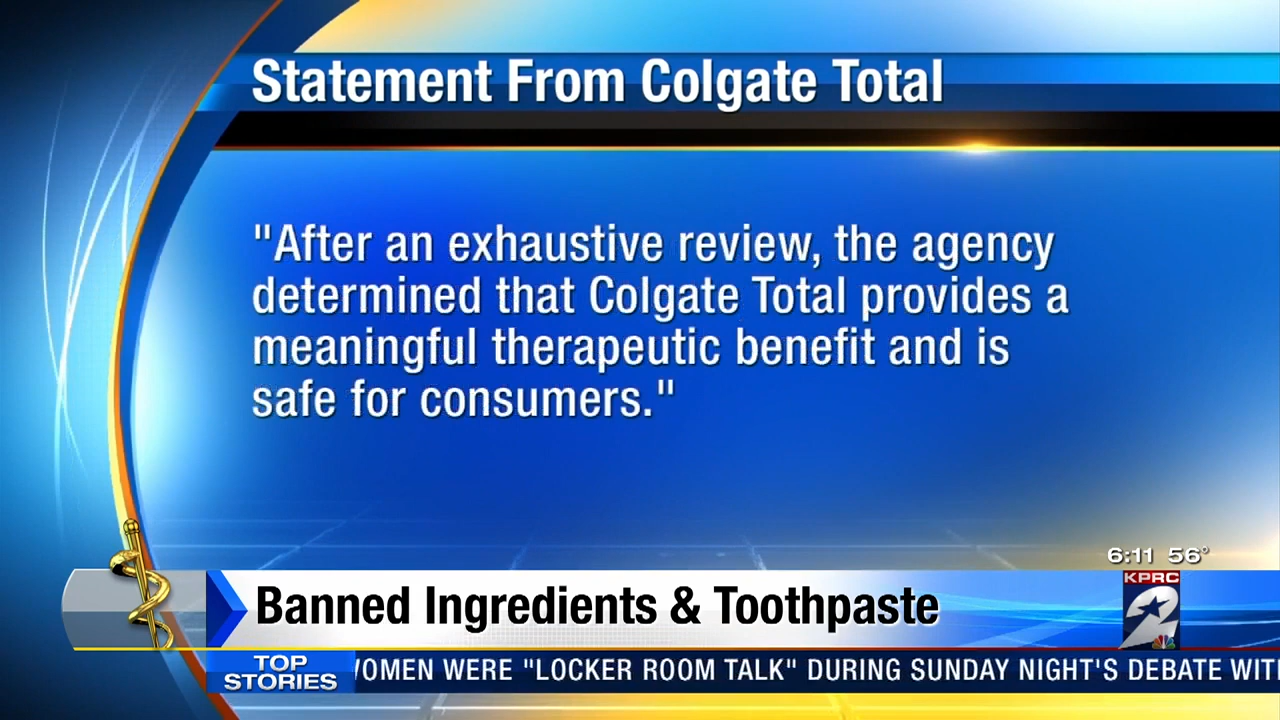 Statement From Colgate Total
"After an exhaustive review, the agency
determined that Colgate Total provides a
meaningful therapeutic benefit and is
safe for consumers."
6:11 56°
KPRC
2
Banned Ingredients & Toothpaste
TOP
STORIES
WOMEN WERE "LOCKER ROOM TALK" DURING SUNDAY NIGHT'S DEBATE WIT